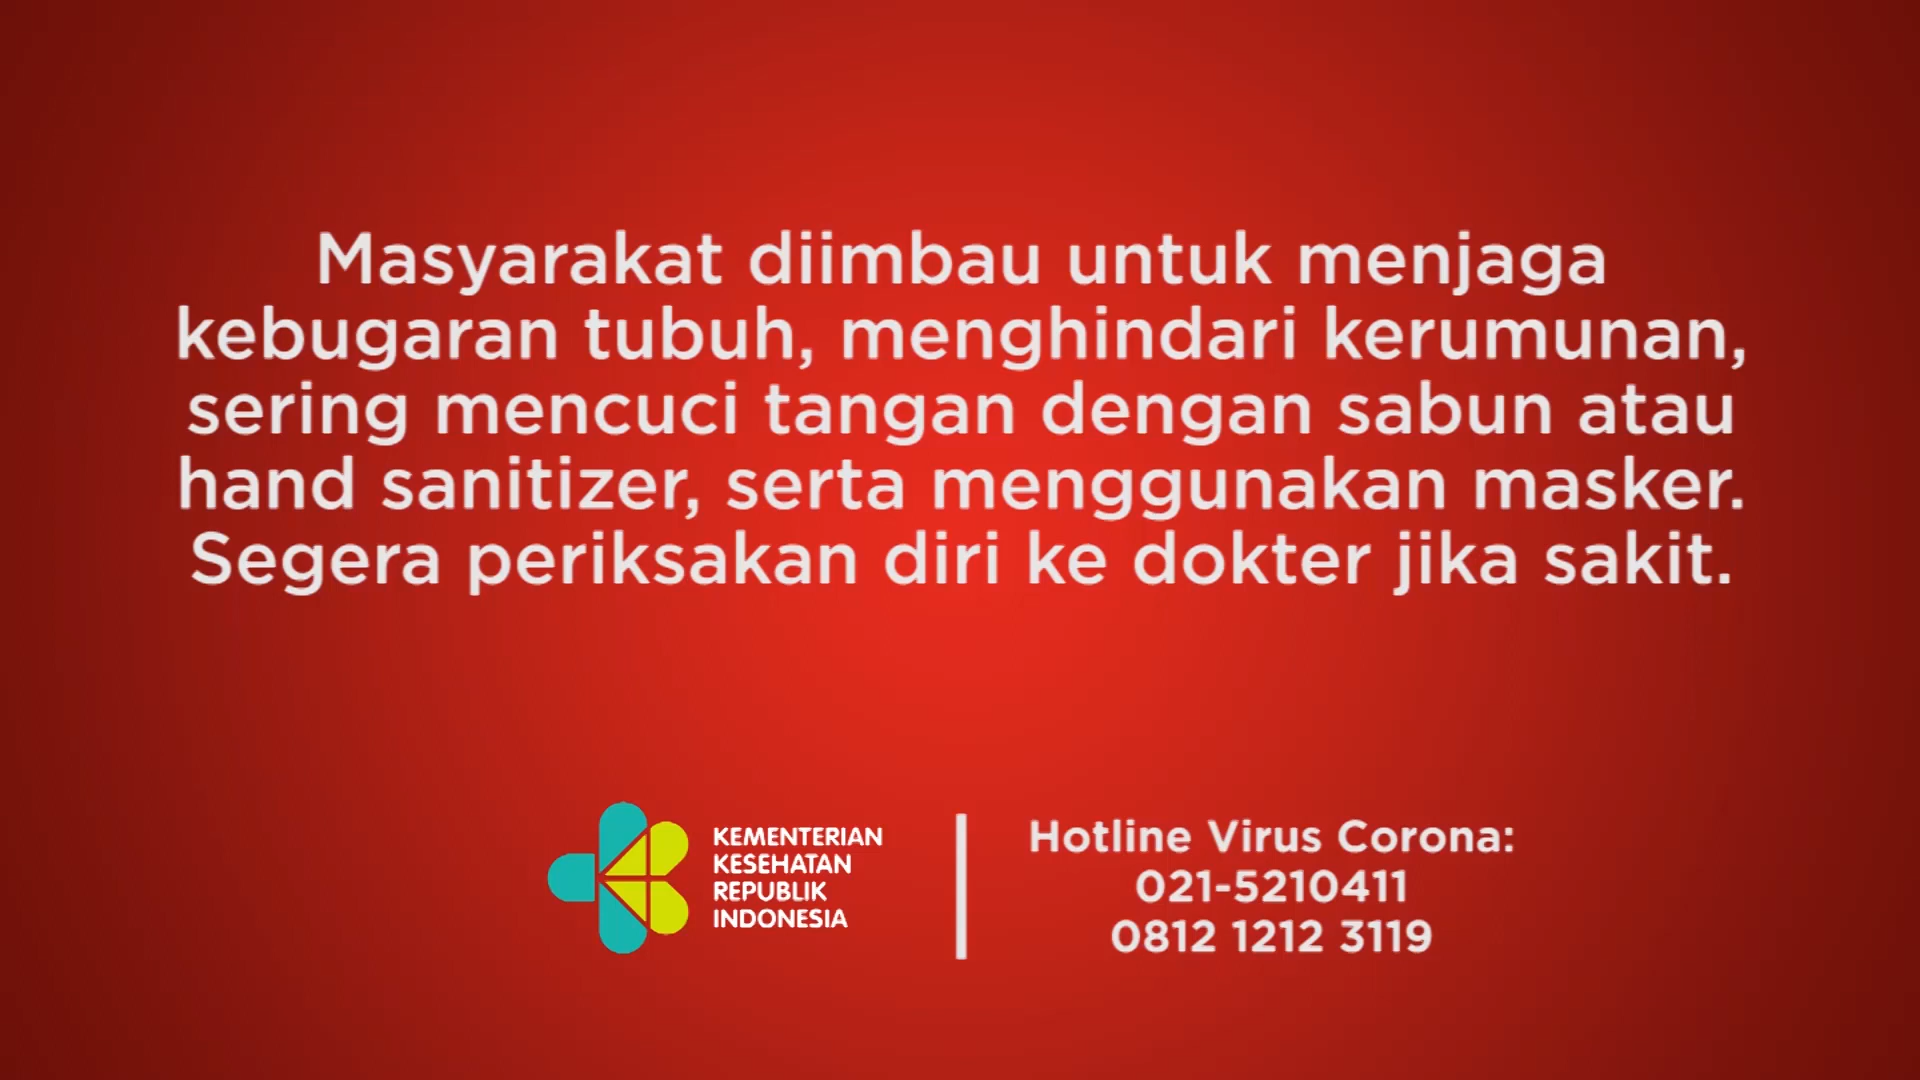 Masyarakat diimbau untuk menjaga
kebugaran tubuh, menghindari kerumunan,
sering mencuci tangan dengan sabun atau
hand sanitizer, serta menggunakan masker.
Segera periksakan diri ke dokter jika sakit.
KEMENTERIAN
KESEHATAN
REPUBLIK
INDONESIA
Hotline Virus Corona:
021-5210411
0812 1212 3119